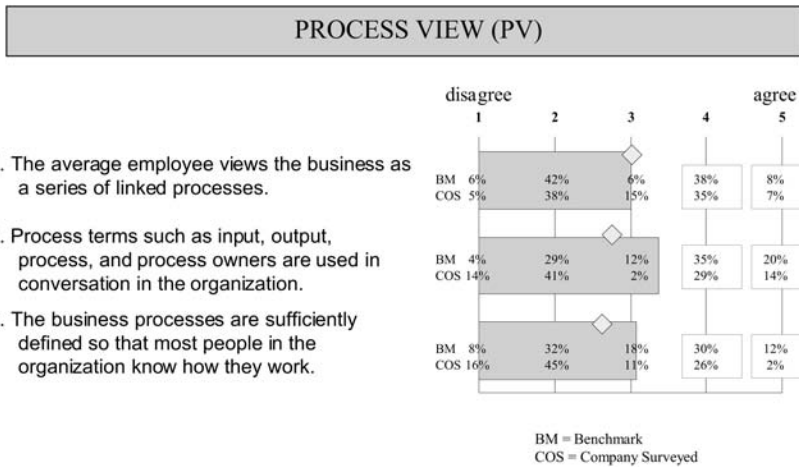 PROCESS VIEW (PV)
disagree agree
1 2 3 4 5
. The average employee views the business as
a series of linked processes.
BM 6% 42% 6% 38% 8%
COS 5% 38% 15% 35% 7%
. Process terms such as input, output,
process, and process owners are used in
conversation in the organization.
BM 4% 29% 12% 35% 20%
COS 14% 41% 2% 29% 14%
. The business processes are sufficiently
defined so that most people in the
organization know how they work.
BM 8% 32% 18% 30% 12%
COS 16% 45% 11% 26% 2%
BM = Benchmark
COS = Company Surveyed